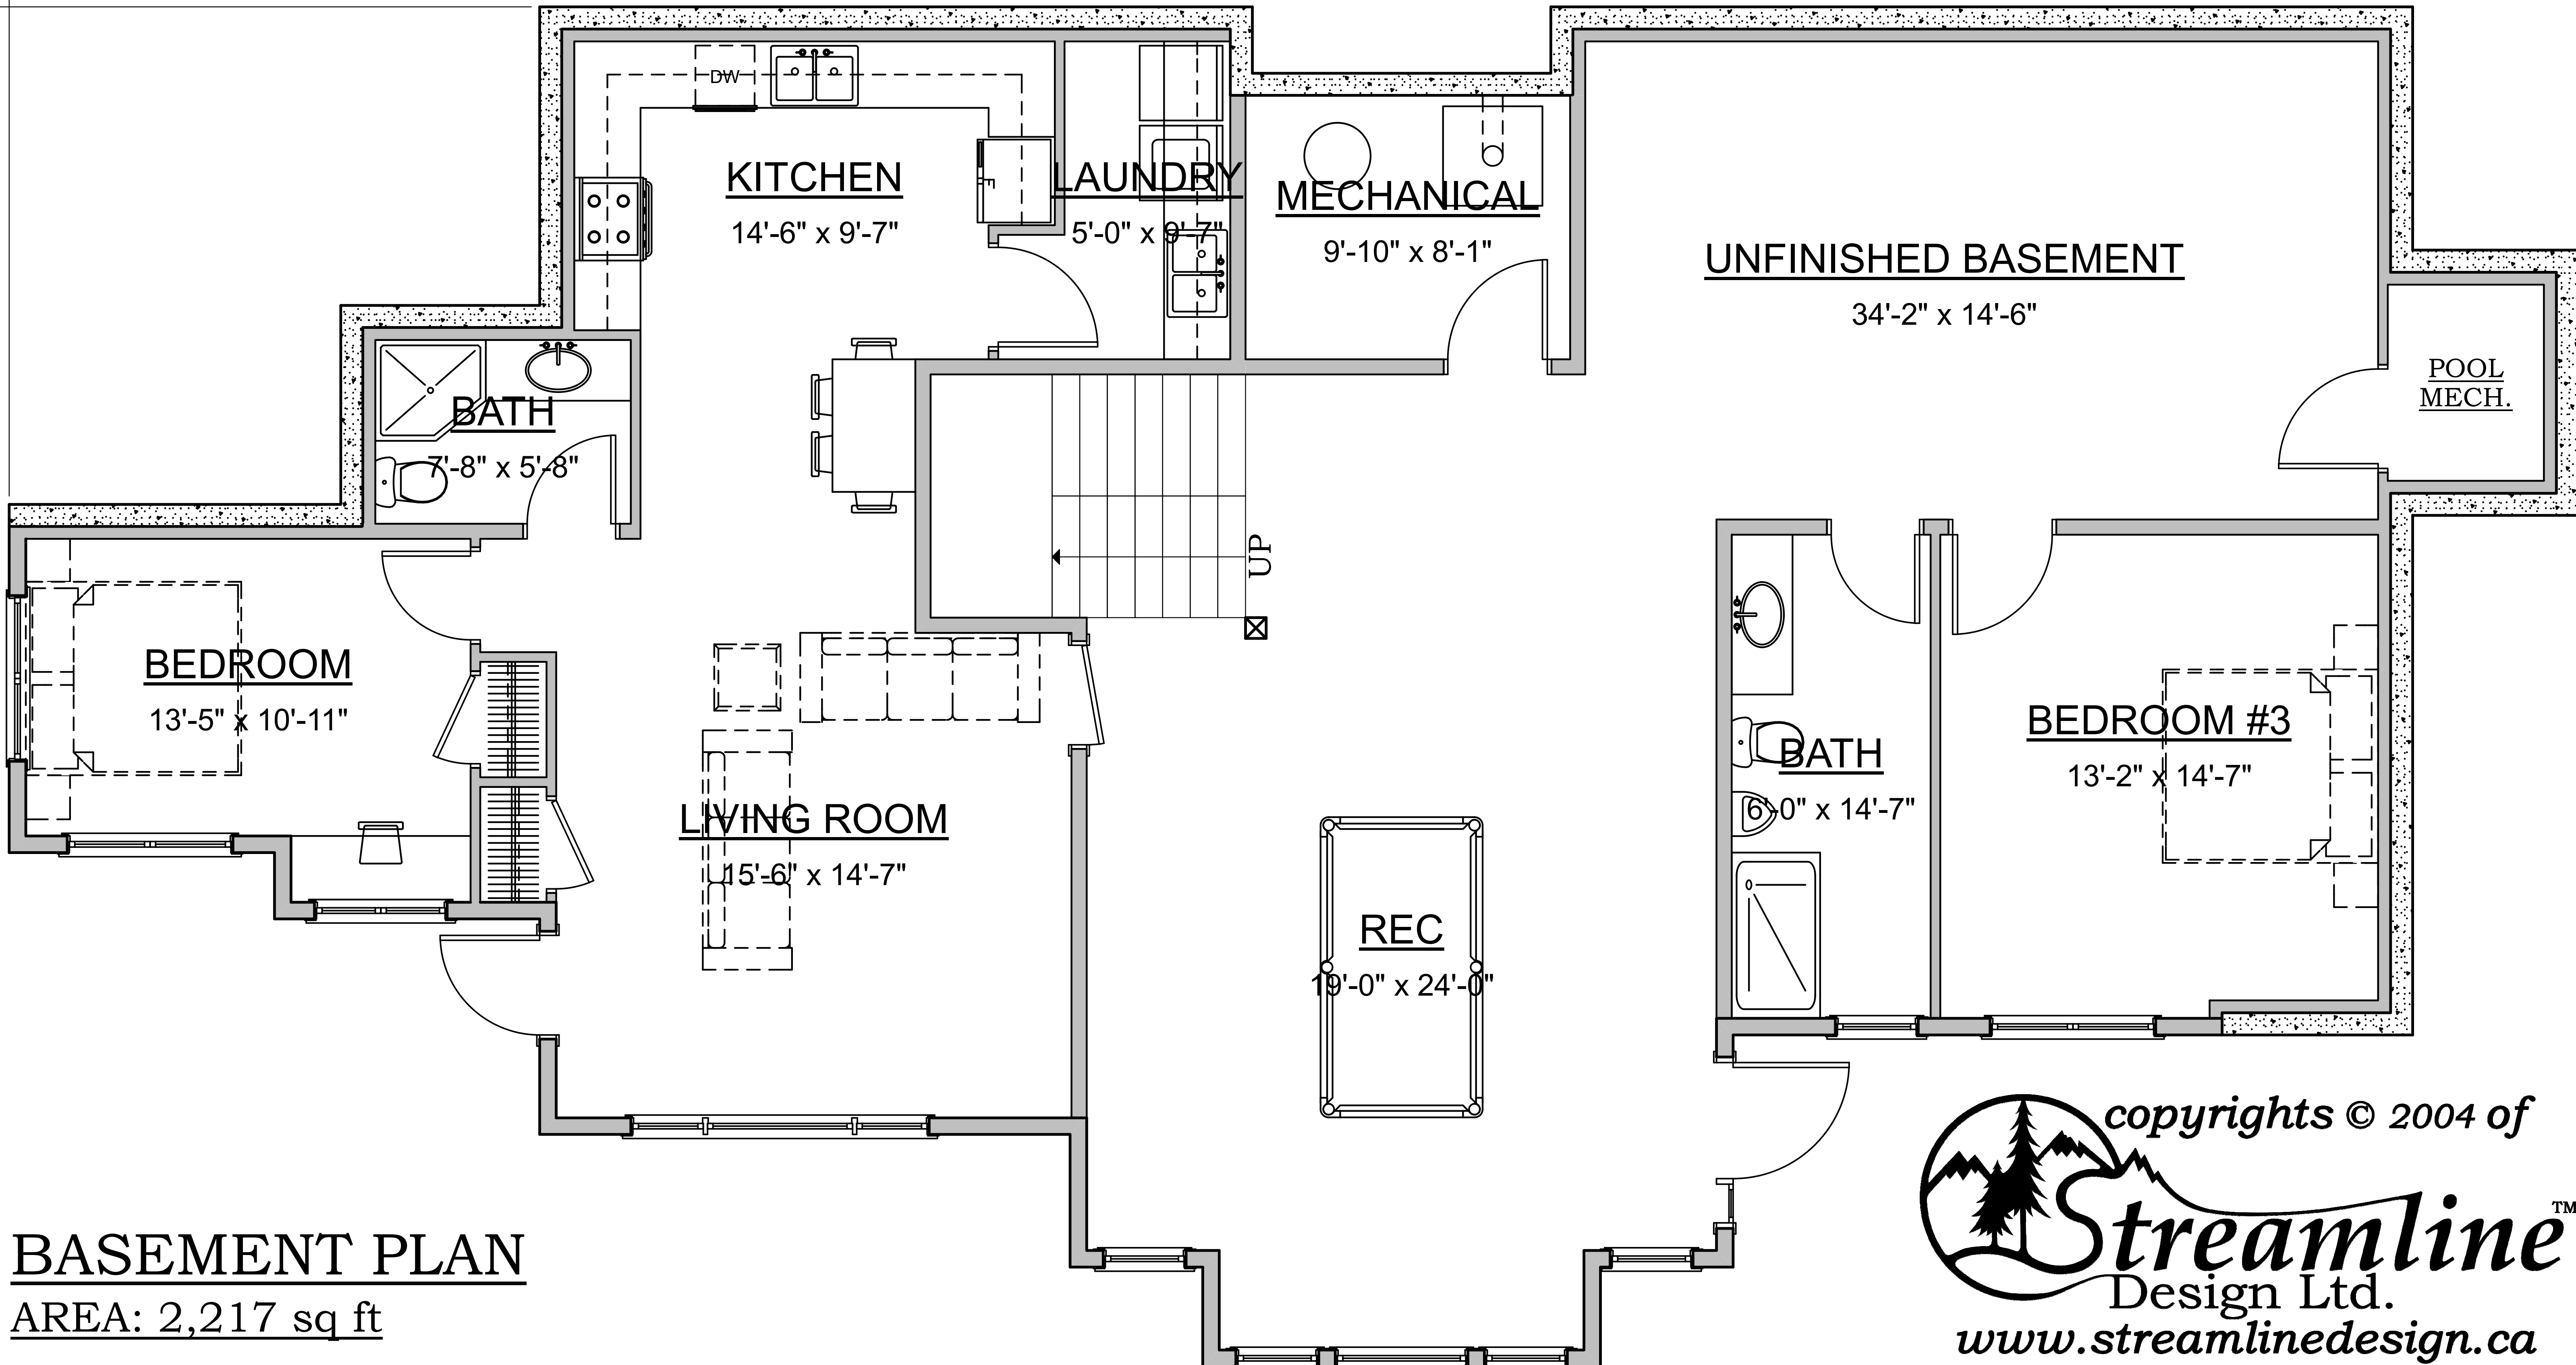 DW
KITCHEN
14'-6" x 9'-7"
F
LAUNDRY
5'-0" x 9'-7"
MECHANICAL
9'-10" x 8'-1"
UNFINISHED BASEMENT
34'-2" x 14'-6"
POOL
MECH.
BATH
7'-8" x 5'-8"
UP
BEDROOM
13'-5" x 10'-11"
LIVING ROOM
15'-6" x 14'-7"
REC
19'-0" x 24'-0"
BATH
6'-0" x 14'-7"
BEDROOM #3
13'-2" x 14'-7"
BASEMENT PLAN
AREA: 2,217 sq ft
copyrights © 2004 of
Streamline™
Design Ltd.
www.streamlinedesign.ca